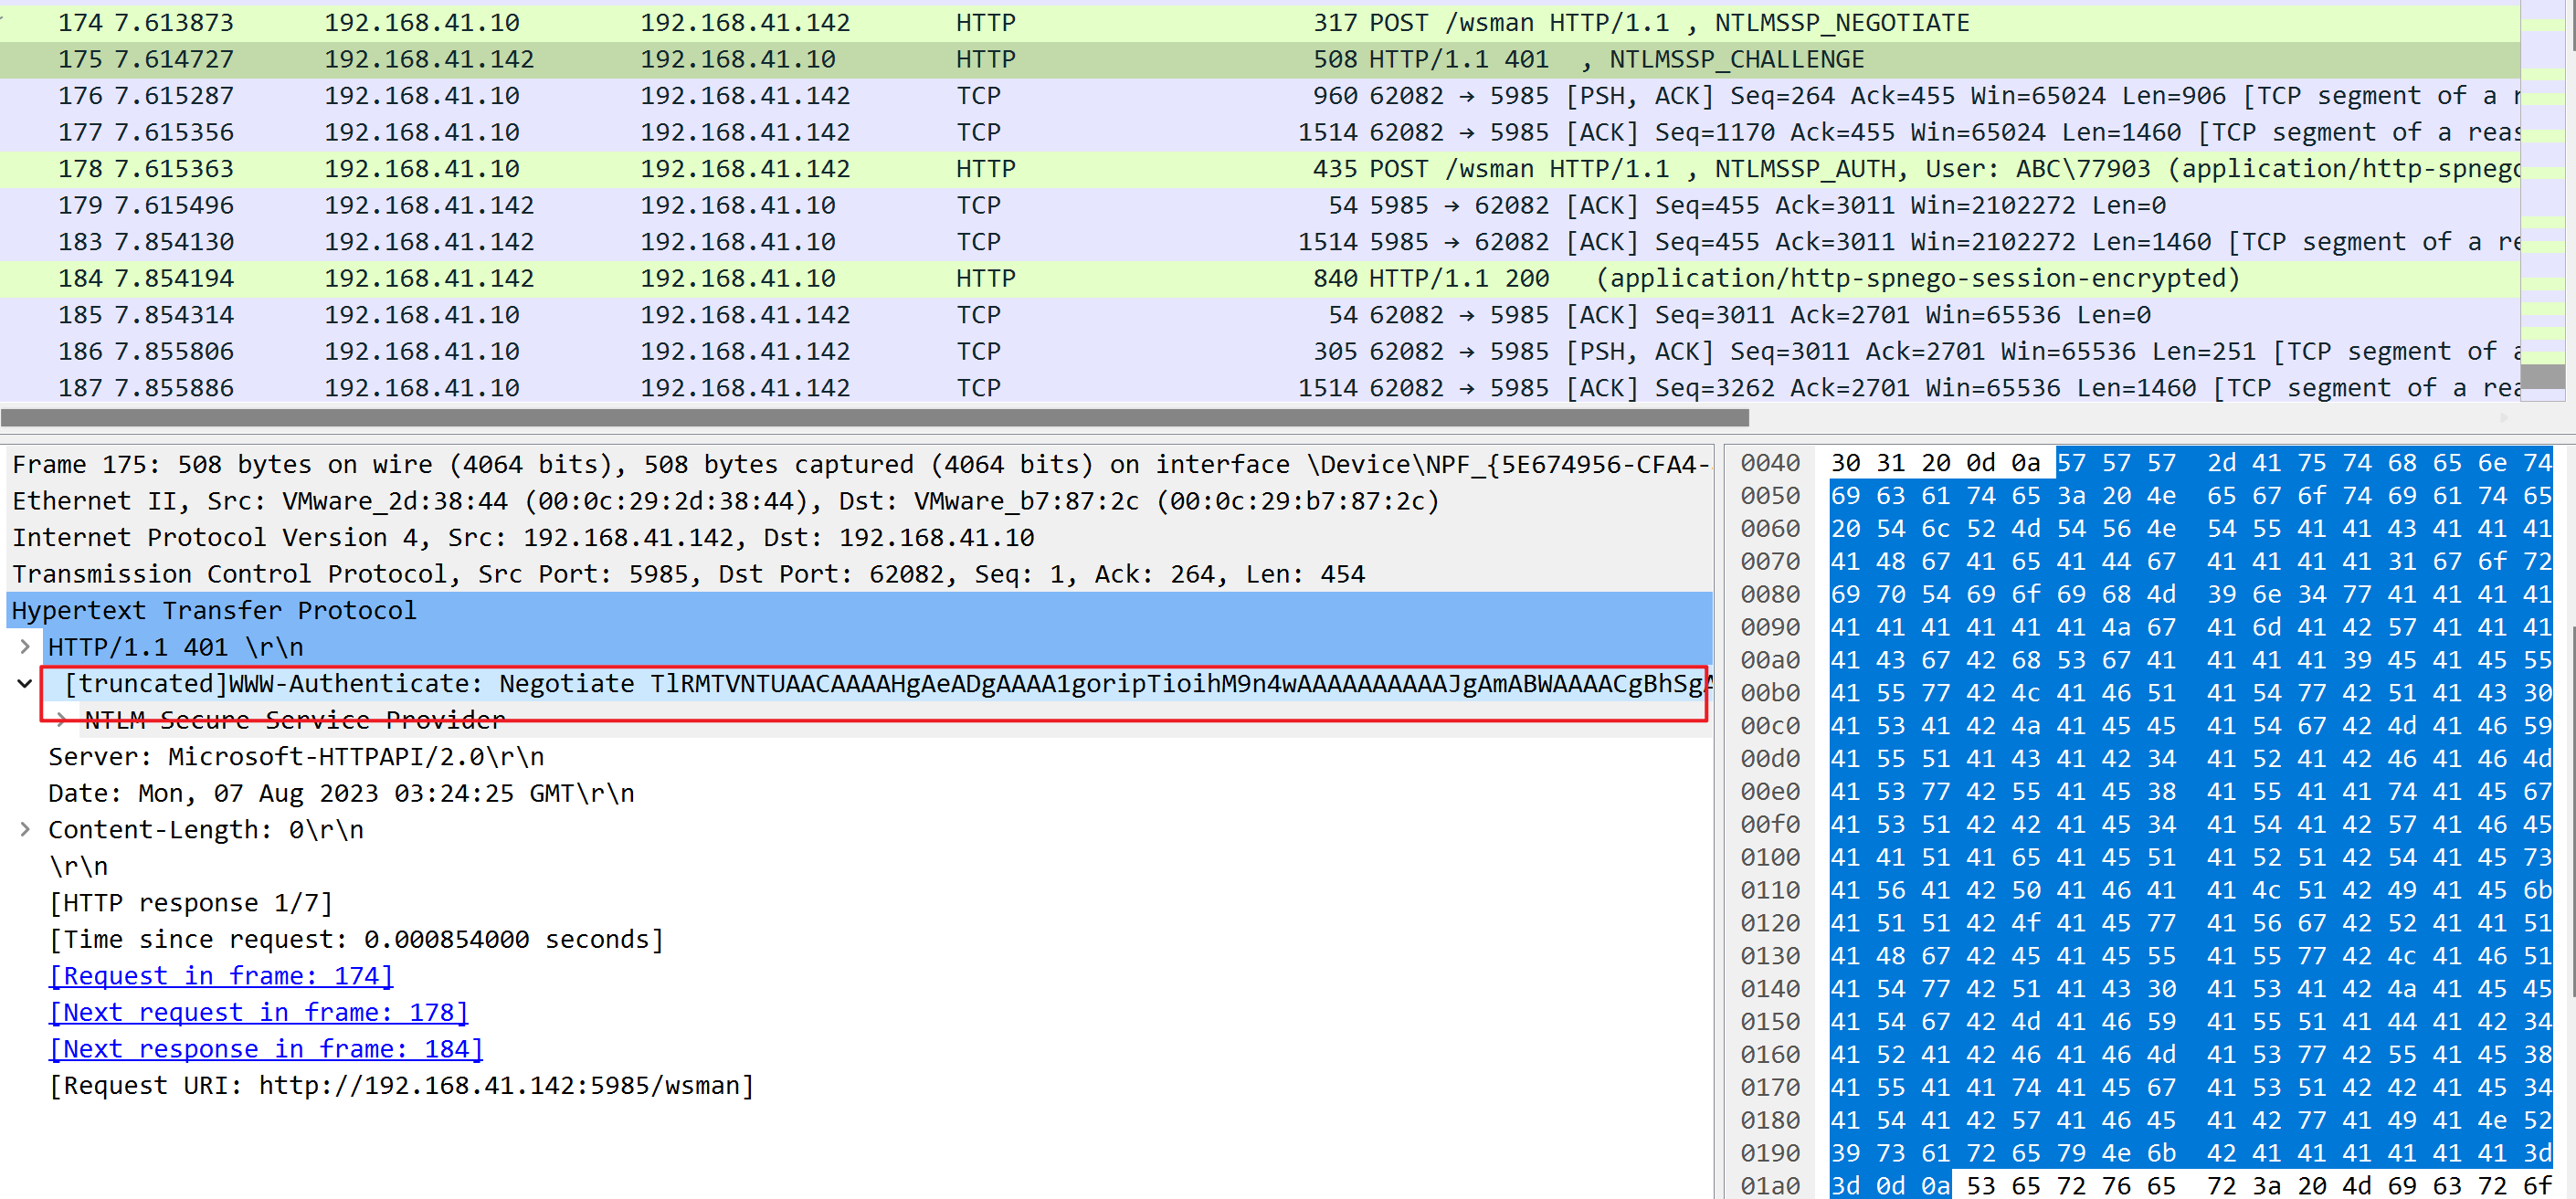 174 7.613873 192.168.41.10 192.168.41.142 HTTP 317 POST /wsman HTTP/1.1 , NTLMSSP_NEGOTIATE
175 7.614727 192.168.41.142 192.168.41.10 HTTP 508 HTTP/1.1 401 , NTLMSSP_CHALLENGE
176 7.615287 192.168.41.10 192.168.41.142 TCP 960 62082 → 5985 [PSH, ACK] Seq=264 Ack=455 Win=65024 Len=906 [TCP segment of a
177 7.615356 192.168.41.10 192.168.41.142 TCP 1514 62082 → 5985 [ACK] Seq=1170 Ack=455 Win=65024 Len=1460 [TCP segment of a reas
178 7.615363 192.168.41.10 192.168.41.142 HTTP 435 POST /wsman HTTP/1.1 , NTLMSSP_AUTH, User: ABC\77903 (application/http-spneg
179 7.615496 192.168.41.142 192.168.41.10 TCP 54 5985 → 62082 [ACK] Seq=455 Ack=3011 Win=2102272 Len=0
183 7.854130 192.168.41.142 192.168.41.10 TCP 1514 5985 → 62082 [ACK] Seq=455 Ack=3011 Win=2102272 Len=1460 [TCP segment of a re
184 7.854194 192.168.41.142 192.168.41.10 HTTP 840 HTTP/1.1 200 (application/http-spnego-session-encrypted)
185 7.854314 192.168.41.10 192.168.41.142 TCP 54 62082 → 5985 [ACK] Seq=3011 Ack=2701 Win=65536 Len=0
186 7.855806 192.168.41.10 192.168.41.142 TCP 305 62082 → 5985 [PSH, ACK] Seq=3011 Ack=2701 Win=65536 Len=251 [TCP segment of
187 7.855886 192.168.41.10 192.168.41.142 TCP 1514 62082 → 5985 [ACK] Seq=3262 Ack=2701 Win=65536 Len=1460 [TCP segment of a rea
Frame 175: 508 bytes on wire (4064 bits), 508 bytes captured (4064 bits) on interface \Device\NPF_{5E674956-CFA4-
Ethernet II, Src: VMware_2d:38:44 (00:0c:29:2d:38:44), Dst: VMware_b7:87:2c (00:0c:29:b7:87:2c)
Internet Protocol Version 4, Src: 192.168.41.142, Dst: 192.168.41.10
Transmission Control Protocol, Src Port: 5985, Dst Port: 62082, Seq: 1, Ack: 264, Len: 454
Hypertext Transfer Protocol
HTTP/1.1 401 \r\n
[truncated]WWW-Authenticate: Negotiate TlRMTVNTUAACAAAAHgAeADgAAAA1goripTioihM9n4wAAAAAAAAAAJgAmABWAAAACgBhSgA
NTLM Secure Service Provider
Server: Microsoft-HTTPAPI/2.0\r\n
Date: Mon, 07 Aug 2023 03:24:25 GMT\r\n
Content-Length: 0\r\n
\r\n
[HTTP response 1/7]
[Time since request: 0.000854000 seconds]
[Request in frame: 174]
[Next request in frame: 178]
[Next response in frame: 184]
[Request URI: http://192.168.41.142:5985/wsman]
0040 30 31 20 0d 0a 57 57 57 2d 41 75 74 68 65 6e 74
0050 69 63 61 74 65 3a 20 4e 65 67 6f 74 69 61 74 65
0060 20 54 6c 52 4d 54 56 4e 54 55 41 41 43 41 41 41
0070 41 48 67 41 65 41 44 67 41 41 41 41 31 67 6f 72
0080 69 70 54 69 6f 69 68 4d 39 6e 34 77 41 41 41 41
0090 41 41 41 41 41 41 4a 67 41 6d 41 42 57 41 41 41
00a0 41 43 67 42 68 53 67 41 41 41 41 39 45 41 45 55
00b0 41 55 77 42 4c 41 46 51 41 54 77 42 51 41 43 30
00c0 41 53 41 42 4a 41 45 45 41 54 67 42 4d 41 46 59
00d0 41 55 51 41 43 41 42 34 41 52 41 42 46 41 46 4d
00e0 41 53 77 42 55 41 45 38 41 55 41 41 74 41 45 67
00f0 41 53 51 42 42 41 45 34 41 54 41 42 57 41 46 45
0100 41 41 51 41 65 41 45 51 41 52 51 42 54 41 45 73
0110 41 56 41 42 50 41 46 41 41 4c 51 42 49 41 45 6b
0120 41 51 51 42 4f 41 45 77 41 56 67 42 52 41 41 51
0130 41 48 67 42 45 41 45 55 41 55 77 42 4c 41 46 51
0140 41 54 77 42 51 41 43 30 41 53 41 42 4a 41 45 45
0150 41 54 67 42 4d 41 46 59 41 55 51 41 44 41 42 34
0160 41 52 41 42 46 41 46 4d 41 53 77 42 55 41 45 38
0170 41 55 41 41 74 41 45 67 41 53 51 42 42 41 45 34
0180 41 54 41 42 57 41 46 45 41 42 77 41 49 41 4e 52
0190 39 73 61 72 65 79 4e 6b 42 41 41 41 41 41 41 3d
01a0 3d 0d 0a 53 65 72 76 65 72 3a 20 4d 69 63 72 6f